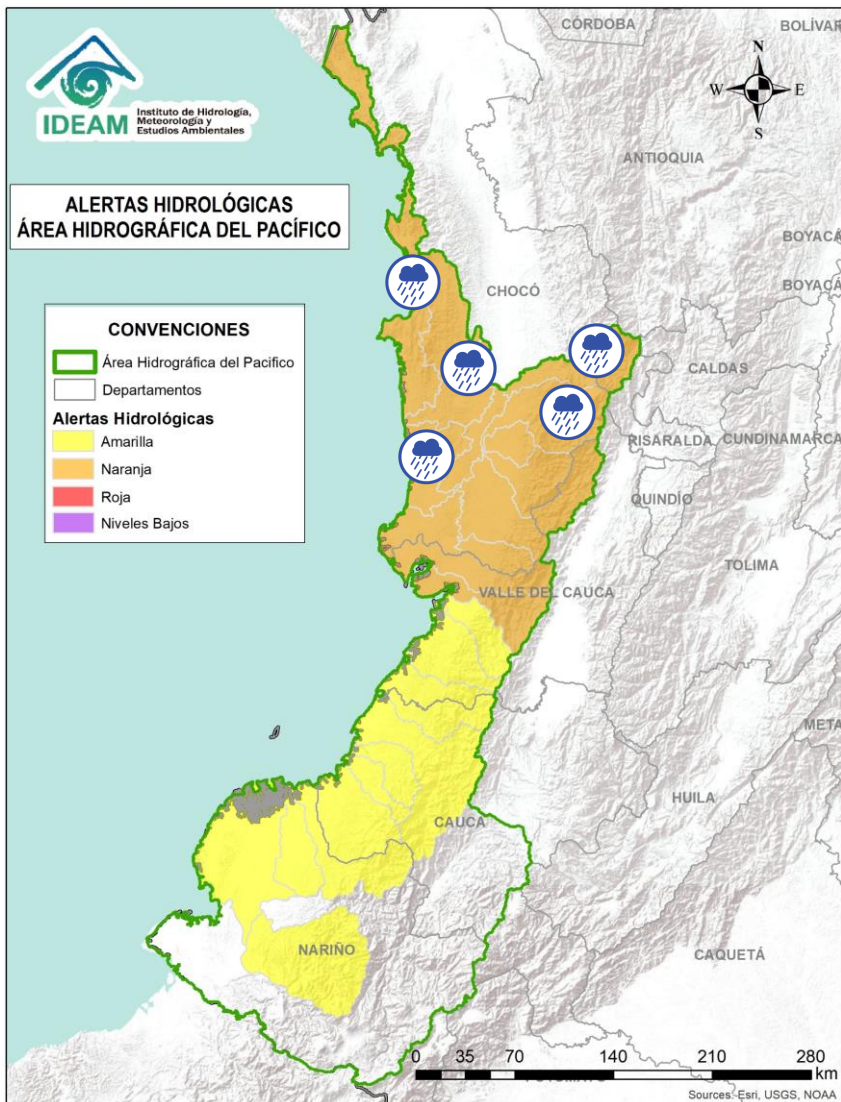 CÓRDOBA
BOLÍVAR
N
W
E
S
IDEAM
Instituto de Hidrología,
Meteorología y
Estudios Ambientales
ANTIOQUIA
ALERTAS HIDROLÓGICAS
ÁREA HIDROGRÁFICA DEL PACÍFICO
BOYACÁ
BOYACÁ
CHOCÓ
CONVENCIONES
Área Hidrográfica del Pacifico
Departamentos
Alertas Hidrológicas
Amarilla
Naranja
Roja
Niveles Bajos
CALDAS
RISARALDA
CUNDINAMARCA
QUINDÍO
TOLIMA
VALLE DEL CAUCA
META
HUILA
CAUCA
NARIÑO
CAQUETÁ
0 35 70 140 210 280
km
Sources: Esri, USGS, NOAA